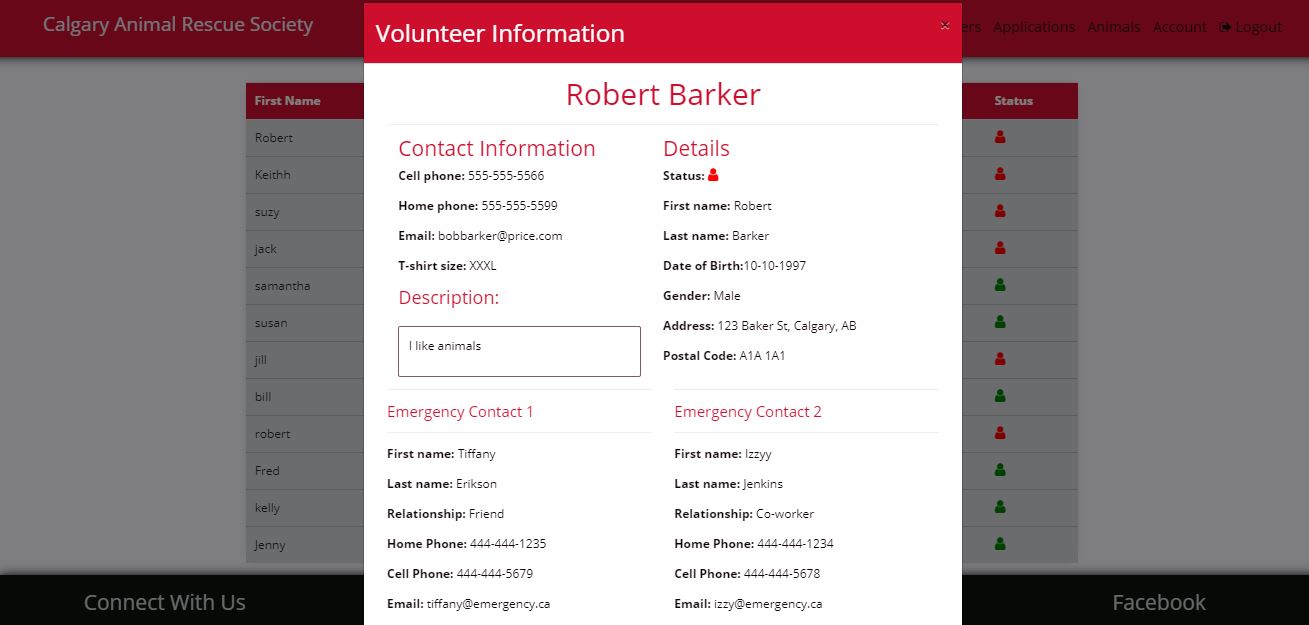 Calgary Animal Rescue Society
ers Applications Animals Account Logout
Volunteer Information
×
Robert Barker
Contact Information
Cell phone: 555-555-5566
Home phone: 555-555-5599
Email: bobbarker@price.com
T-shirt size: XXXL
Description:
I like animals
Details
Status:
First name: Robert
Last name: Barker
Date of Birth:10-10-1997
Gender: Male
Address: 123 Baker St, Calgary, AB
Postal Code: A1A 1A1
Emergency Contact 1
First name: Tiffany
Last name: Erikson
Relationship: Friend
Home Phone: 444-444-1235
Cell Phone: 444-444-5679
Email: tiffany@emergency.ca
Emergency Contact 2
First name: Izzyy
Last name: Jenkins
Relationship: Co-worker
Home Phone: 444-444-1234
Cell Phone: 444-444-5678
Email: izzy@emergency.ca
First Name
Robert
Keithh
suzy
jack
samantha
susan
jill
bill
robert
Fred
kelly
Jenny
Status
Connect With Us
Facebook